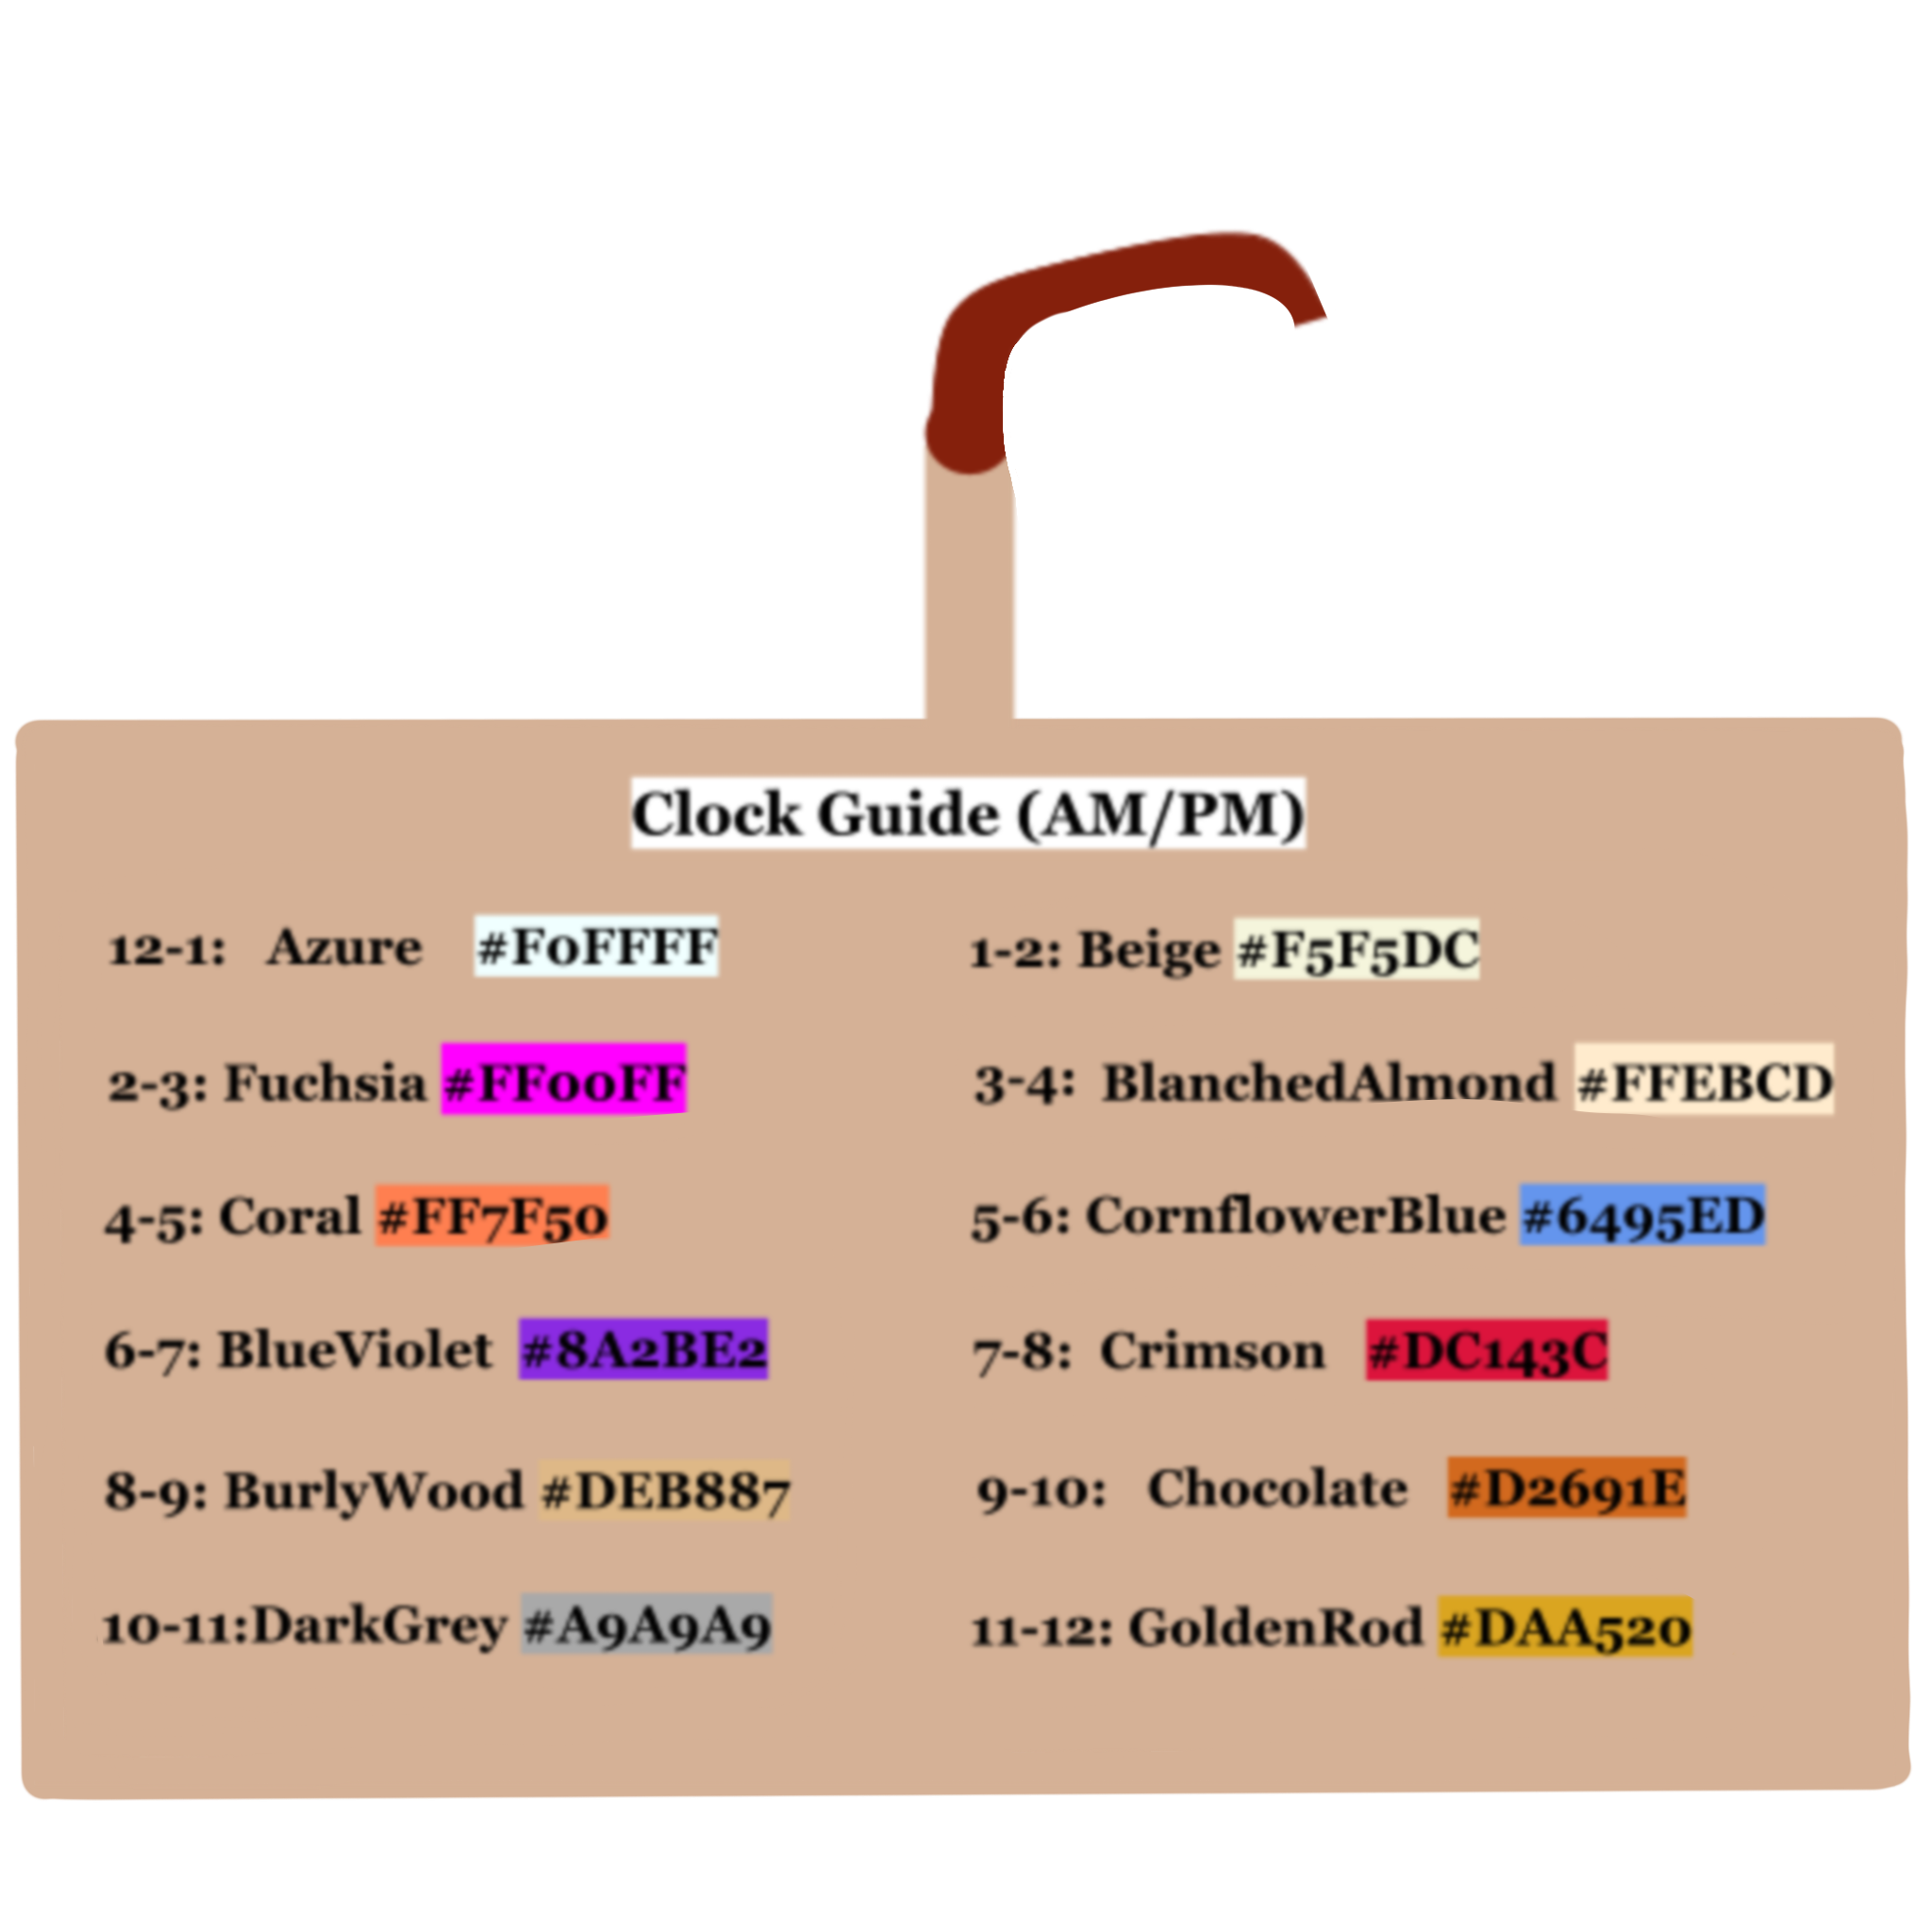 Clock Guide (AM/PM)
12-1: Azure #F0FFFF 1-2: Beige #F5F5DC
2-3: Fuchsia #FF00FF 3-4: BlanchedAlmond #FFEBCD
4-5: Coral #FF7F50 5-6: CornflowerBlue #6495ED
6-7: BlueViolet #8A2BE2 7-8: Crimson #DC143C
8-9: BurlyWood #DEB887 9-10: Chocolate #D2691E
10-11:DarkGrey #A9A9A9 11-12: GoldenRod #DAA520